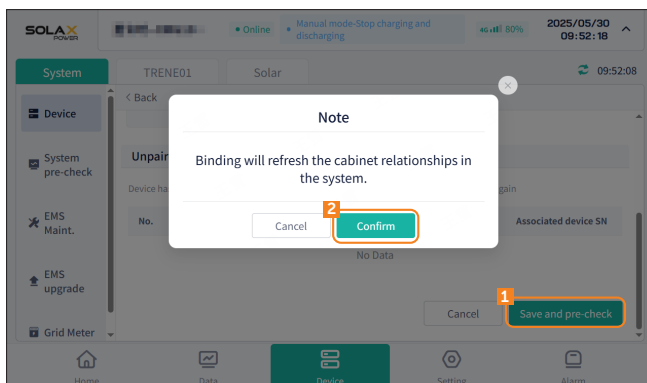 SOLAX
POWER
Online
Manual mode-Stop charging and
discharging
4G 80%
2025/05/30
09:52:18
System
TRENE01
Solar
09:52:08
Device
System
pre-check
EMS
Maint.
EMS
upgrade
Grid Meter
< Back
Unpair
Device ha
gain
No.
Associated device SN
No Data
Note
Binding will refresh the cabinet relationships in
the system.
2
Cancel
Confirm
1
Cancel
Save and pre-check
Home
Data
Device
Setting
Alarm